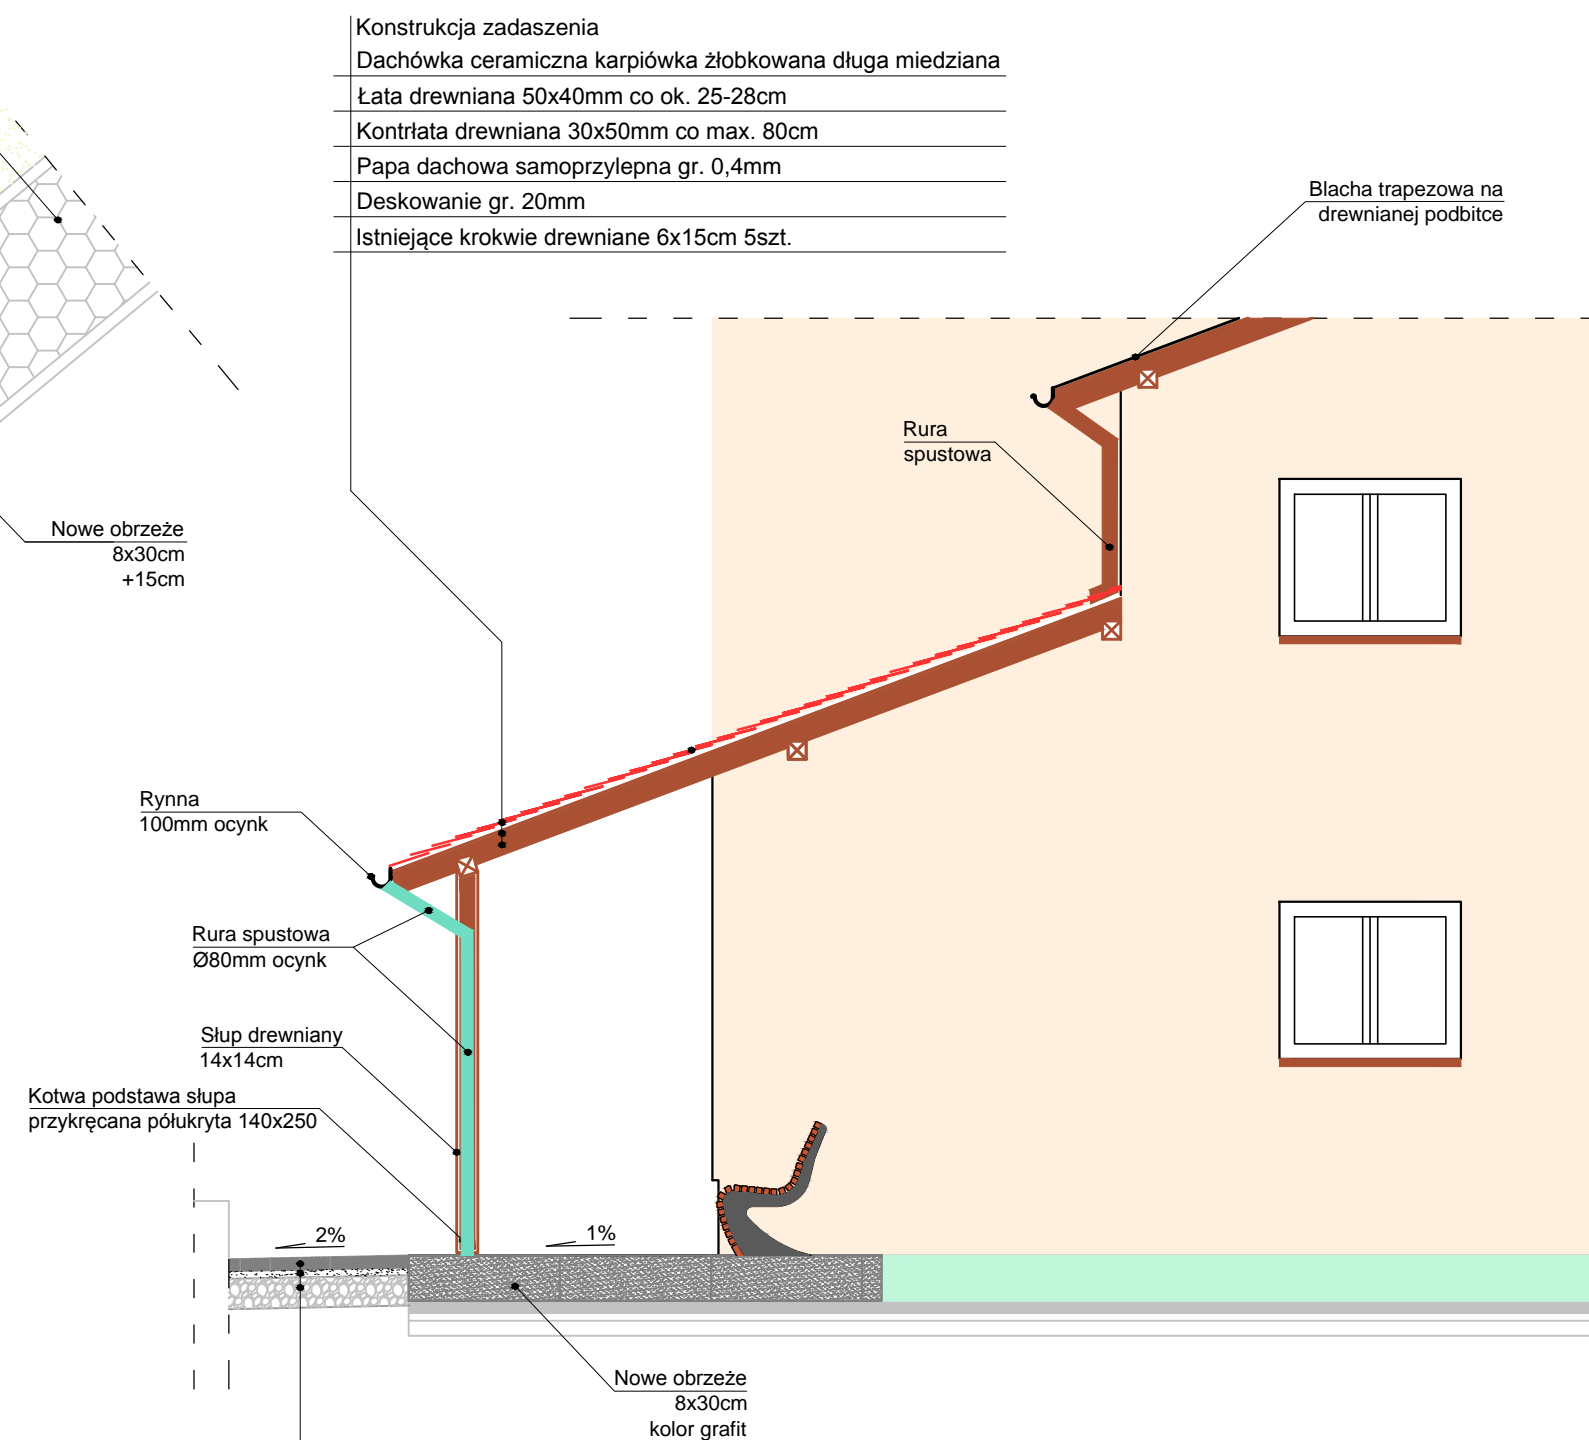 Konstrukcja zadaszenia
Dachówka ceramiczna karpiówka żłobkowana długa miedziana
Łata drewniana 50x40mm co ok. 25-28cm
Kontrłata drewniana 30x50mm co max. 80cm
Papa dachowa samoprzylepna gr. 0,4mm
Deskowanie gr. 20mm
Istniejące krokwie drewniane 6x15cm 5szt.
Blacha trapezowa na
drewnianej podbitce
Rura
spustowa
Nowe obrzeże
8x30cm
+15cm
Rynna
100mm ocynk
Rura spustowa
Ø80mm ocynk
Słup drewniany
14x14cm
Kotwa podstawa słupa
przykręcana półukryta 140x250
2%
1%
Nowe obrzeże
8x30cm
kolor grafit